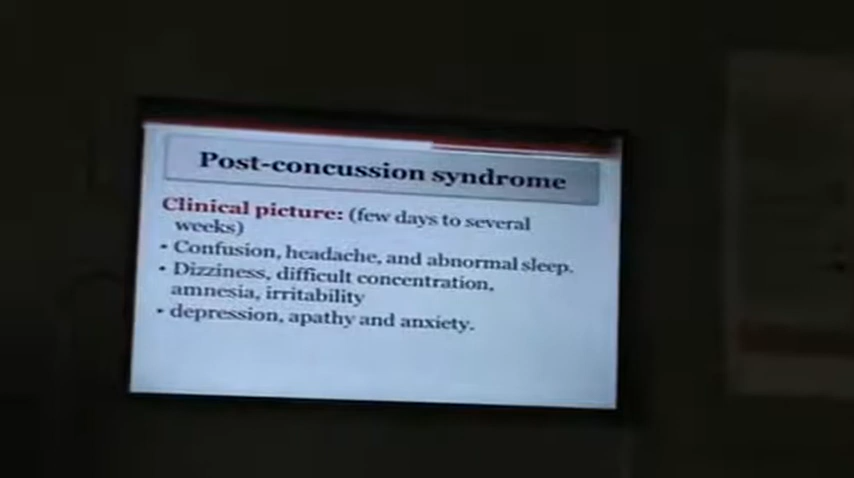 Post-concussion syndrome
Clinical picture: (few days to several
weeks)
• Confusion, headache, and abnormal sleep.
• Dizziness, difficult concentration,
amnesia, irritability
• depression, apathy and anxiety.